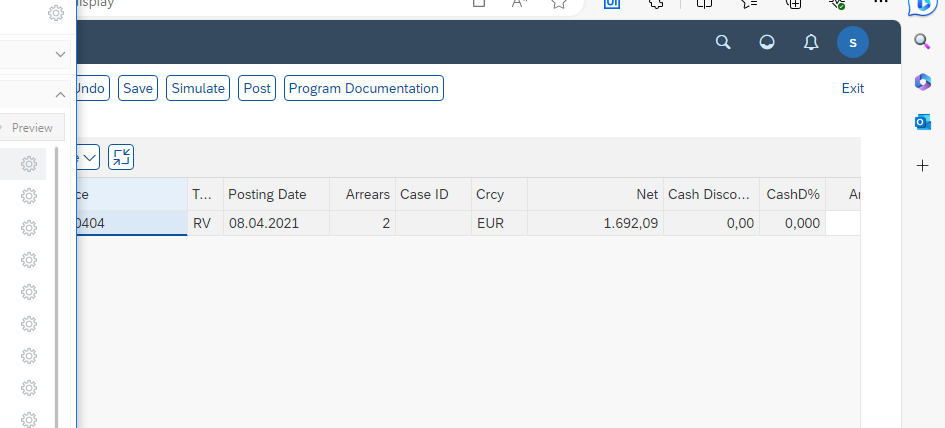 display
s
Undo Save Simulate Post Program Documentation Exit
Preview
ce T... Posting Date Arrears Case ID Crcy Net Cash Disco... CashD% Ar
0404 RV 08.04.2021 2 EUR 1.692,09 0,00 0,000